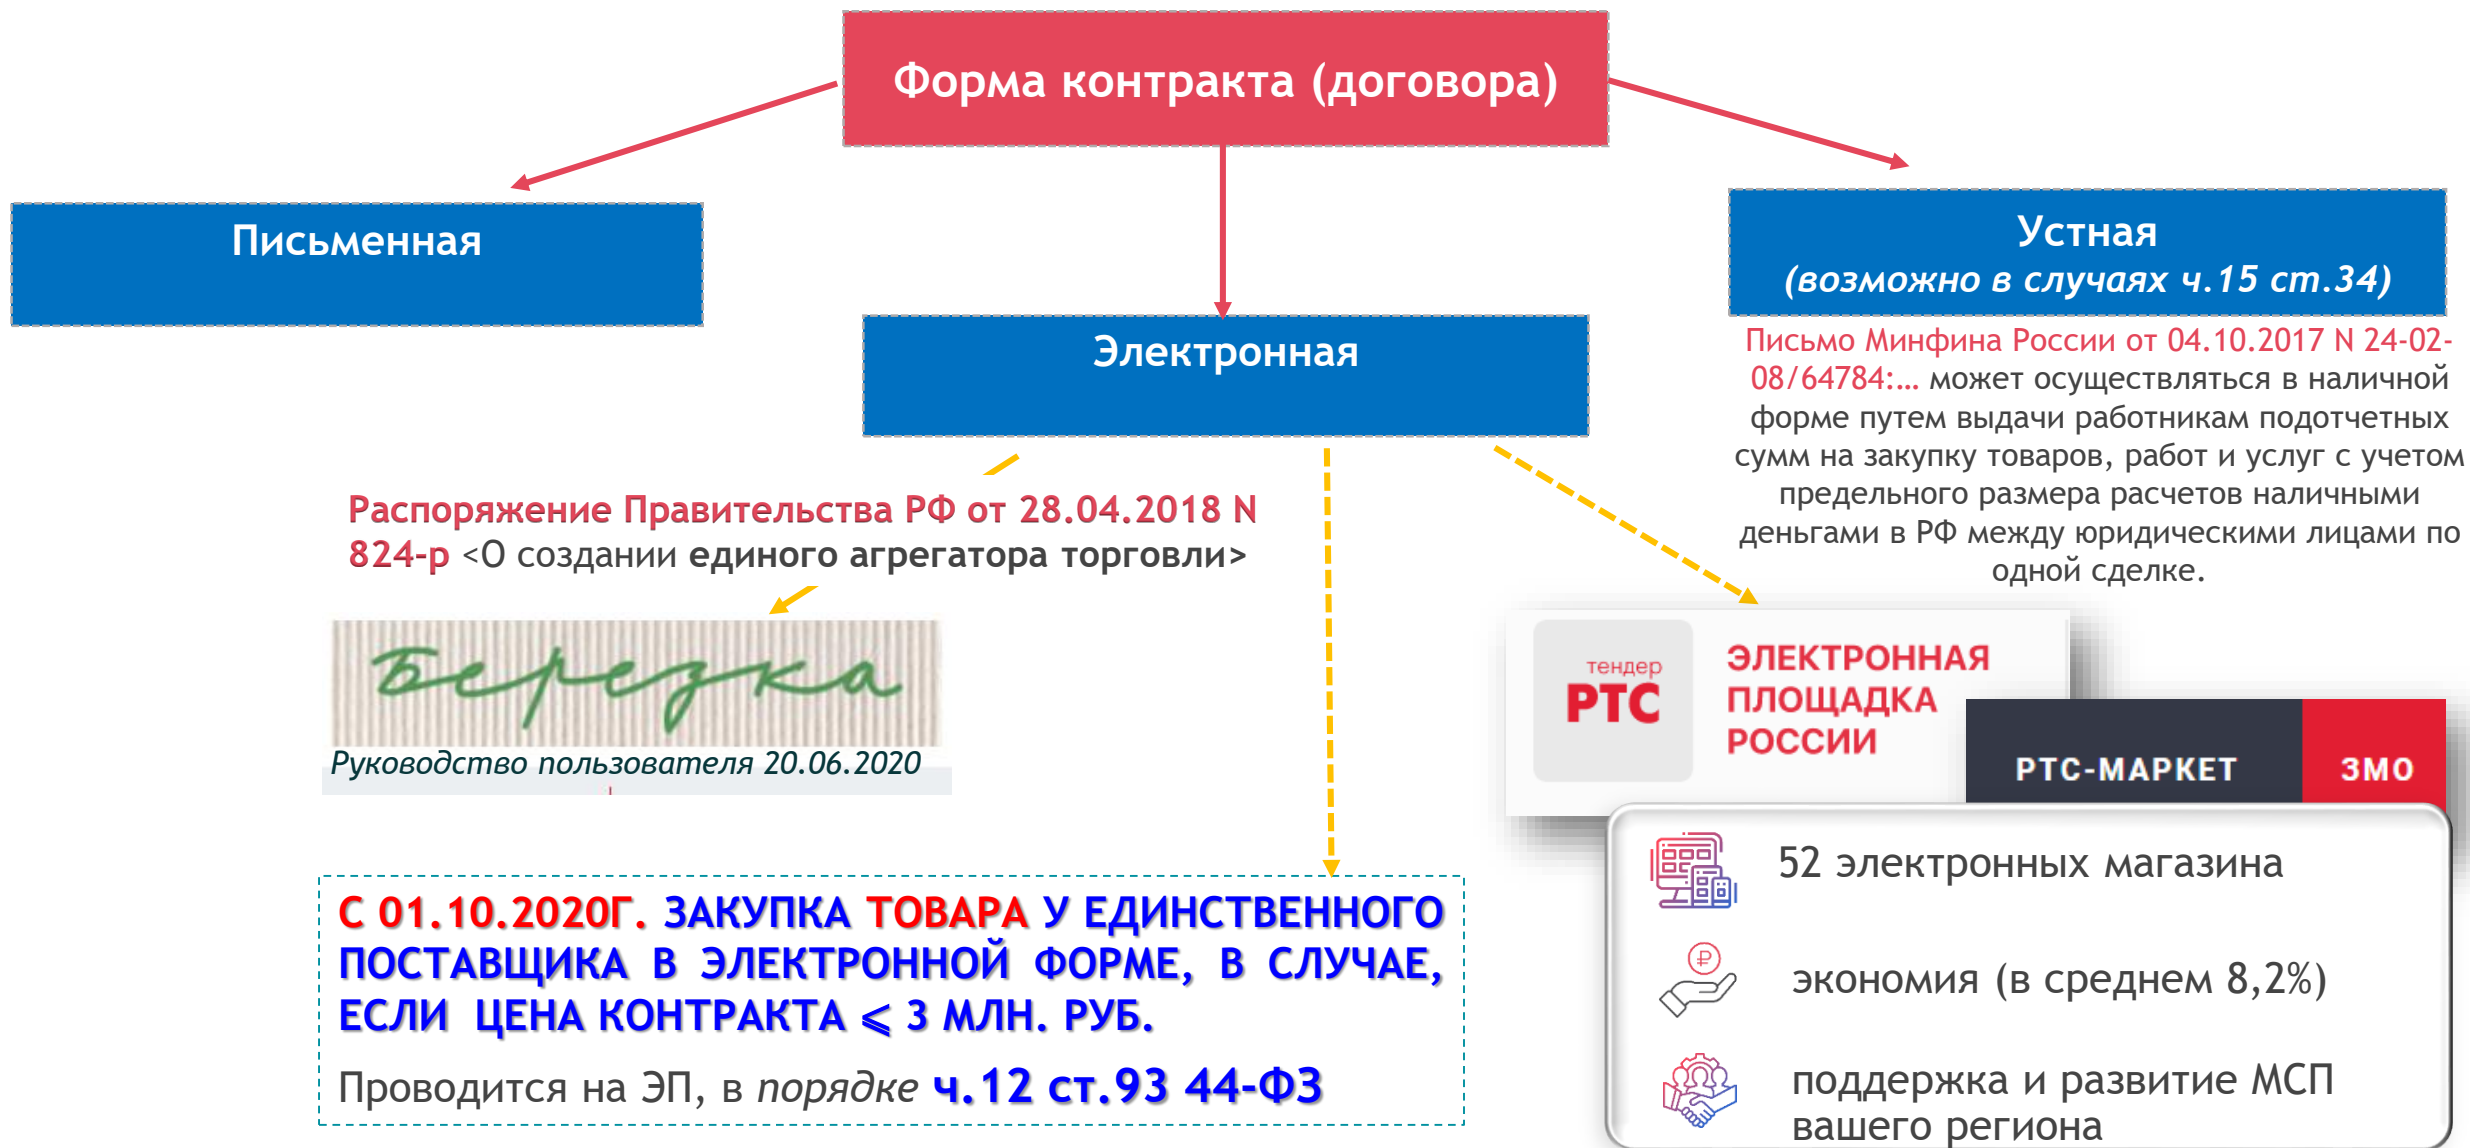 Форма контракта (договора)
Письменная
Устная
(возможно в случаях ч.15 ст.34)
Электронная
Письмо Минфина России от 04.10.2017 N 24-02-
08/64784:… может осуществляться в наличной
форме путем выдачи работникам подотчетных
сумм на закупку товаров, работ и услуг с учетом
предельного размера расчетов наличными
деньгами в РФ между юридическими лицами по
одной сделке.
Распоряжение Правительства РФ от 28.04.2018 N
824-р <О создании единого агрегатора торговли>
Березка
Руководство пользователя 20.06.2020
тендер
РТС
ЭЛЕКТРОННАЯ
ПЛОЩАДКА
РОССИИ
РТС-МАРКЕТ
ЗМО
52 электронных магазина
экономия (в среднем 8,2%)
поддержка и развитие МСП
вашего региона
С 01.10.2020Г. ЗАКУПКА ТОВАРА У ЕДИНСТВЕННОГО
ПОСТАВЩИКА В ЭЛЕКТРОННОЙ ФОРМЕ, В СЛУЧАЕ,
ЕСЛИ ЦЕНА КОНТРАКТА ⩽ 3 МЛН. РУБ.
Проводится на ЭП, в порядке ч.12 ст.93 44-ФЗ